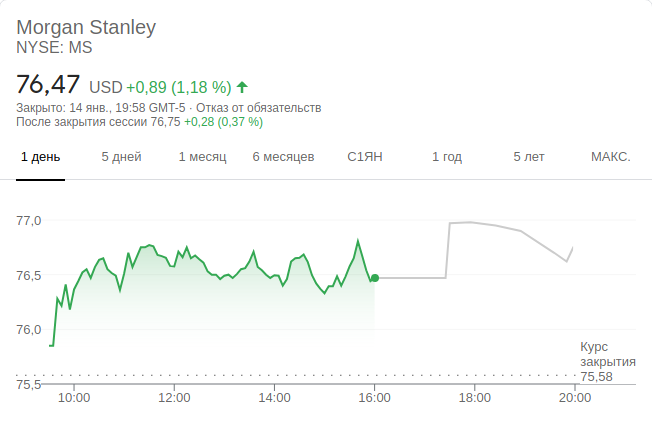 Morgan Stanley
NYSE: MS
76,47 USD +0,89 (1,18 %)
Закрыто: 14 янв., 19:58 GMT-5 · Отказ от обязательств
После закрытия сессии 76,75 +0,28 (0,37 %)
1 день 5 дней 1 месяц 6 месяцев С1ЯН 1 год 5 лет МАКС.
77,0
76,5
76,0
Курс
закрытия
75,58
75,5
10:00 12:00 14:00 16:00 18:00 20:00